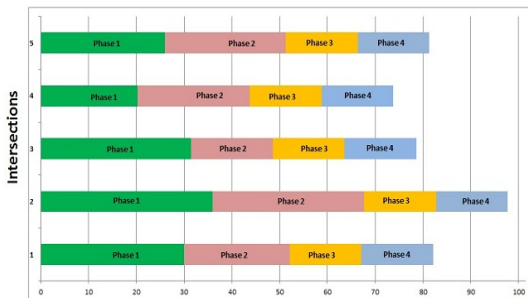 Intersections
5 Phase 1 Phase 2 Phase 3 Phase 4
4 Phase 1 Phase 2 Phase 3 Phase 4
3 Phase 1 Phase 2 Phase 3 Phase 4
2 Phase 1 Phase 2 Phase 3 Phase 4
1 Phase 1 Phase 2 Phase 3 Phase 4
0 10 20 30 40 50 60 70 80 90 100